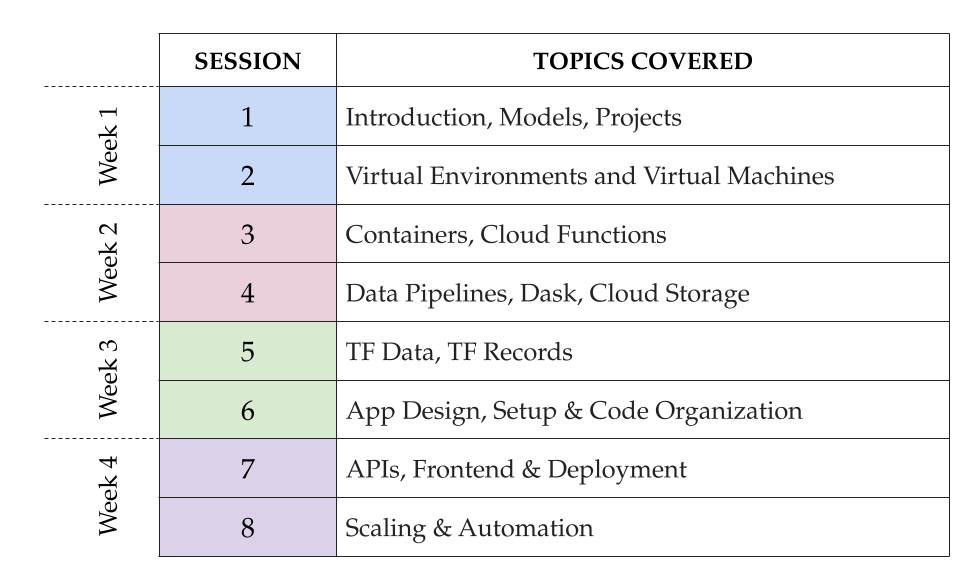 SESSION TOPICS COVERED
Week 1
1 Introduction, Models, Projects
2 Virtual Environments and Virtual Machines
Week 2
3 Containers, Cloud Functions
4 Data Pipelines, Dask, Cloud Storage
Week 3
5 TF Data, TF Records
6 App Design, Setup & Code Organization
Week 4
7 APIs, Frontend & Deployment
8 Scaling & Automation